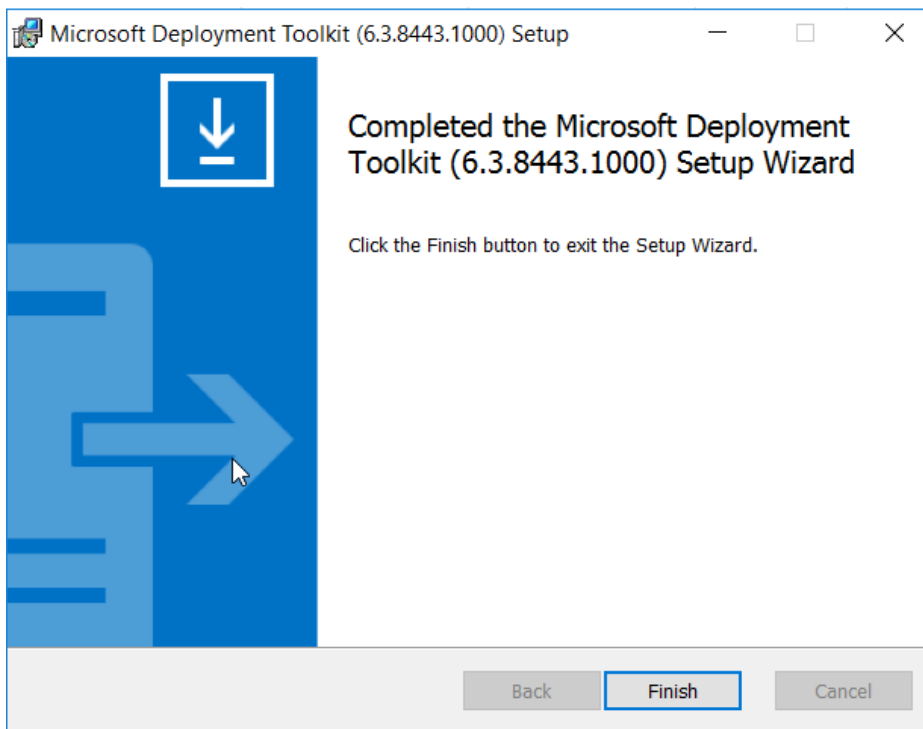 Microsoft Deployment Toolkit (6.3.8443.1000) Setup
Completed the Microsoft Deployment
Toolkit (6.3.8443.1000) Setup Wizard
Click the Finish button to exit the Setup Wizard.
Back Finish Cancel